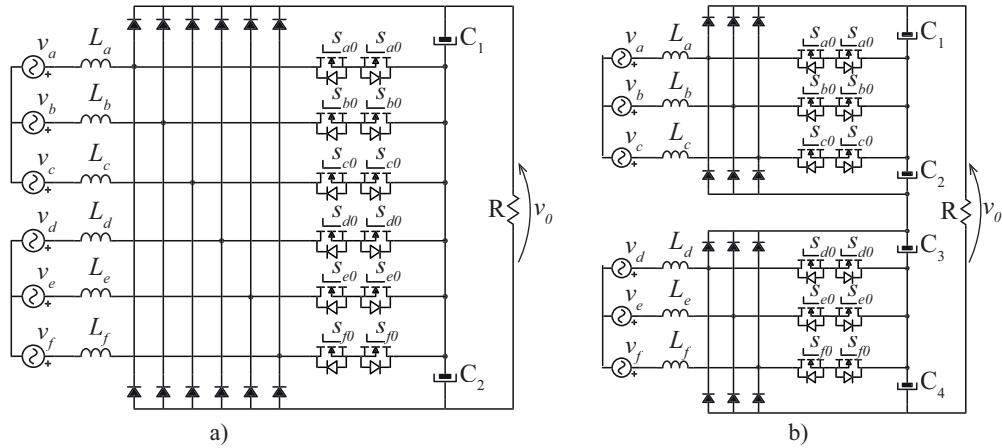 v_a L_a s_a0 s_a0 C_1
v_b L_b s_b0 s_b0
v_c L_c s_c0 s_c0
v_d L_d s_d0 s_d0
v_e L_e s_e0 s_e0
v_f L_f s_f0 s_f0 C_2
R v_0
a)
v_a L_a s_a0 s_a0 C_1
v_b L_b s_b0 s_b0
v_c L_c s_c0 s_c0 C_2
v_d L_d s_d0 s_d0 C_3
v_e L_e s_e0 s_e0
v_f L_f s_f0 s_f0 C_4
R v_0
b)